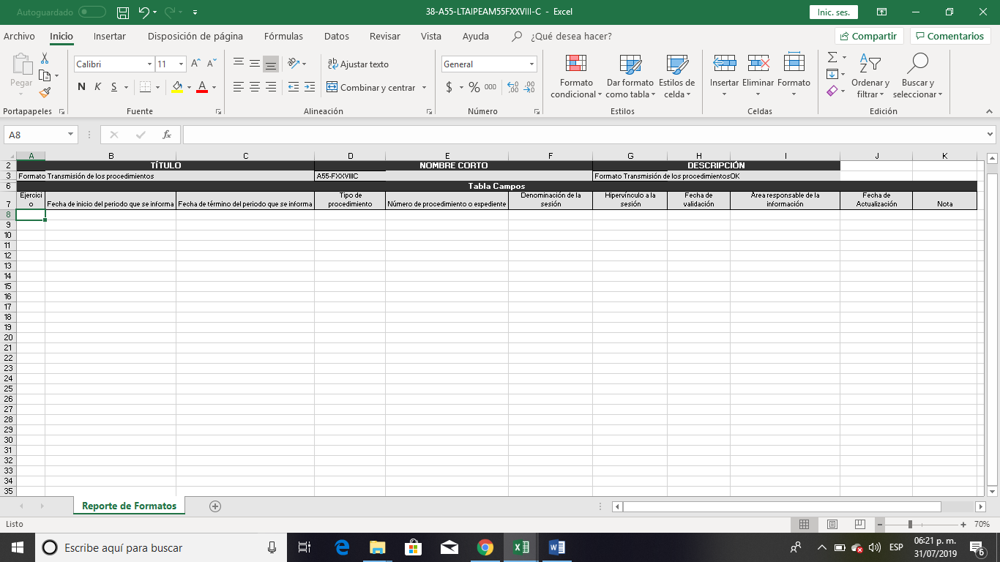 Autoguardado
38-A55-LTAIPEAM55FXXVIII-C - Excel
Inic. ses.
Archivo Inicio Insertar Disposición de página Fórmulas Datos Revisar Vista Ayuda ¿Qué desea hacer? Compartir Comentarios
Pegar
Portapapeles
Calibri 11
N K S A
Fuente
Ajustar texto
Combinar y centrar
Alineación
General
$ % 000
Número
Formato condicional
Dar formato como tabla
Estilos de celda
Estilos
Insertar Eliminar Formato
Celdas
Ordenar y filtrar
Buscar y seleccionar
Edición
A8
fx
A B C D E F G H I J K
2 TÍTULO NOMBRE CORTO DESCRIPCIÓN
3 Formato Transmisión de los procedimientos A55-FXXVIIIC Formato Transmisión de los procedimientosOK
6 Tabla Campos
7 Ejercicio Fecha de inicio del periodo que se informa Fecha de término del periodo que se informa Tipo de procedimiento Número de procedimiento o expediente Denominación de la sesión Hipervínculo a la sesión Fecha de validación Área responsable de la información Fecha de Actualización Nota
8
9
10
11
12
13
14
15
16
17
18
19
20
21
22
23
24
25
26
27
28
29
30
31
32
33
34
35
Reporte de Formatos
Listo
70%
Escribe aquí para buscar
ESP
06:21 p. m.
31/07/2019
6